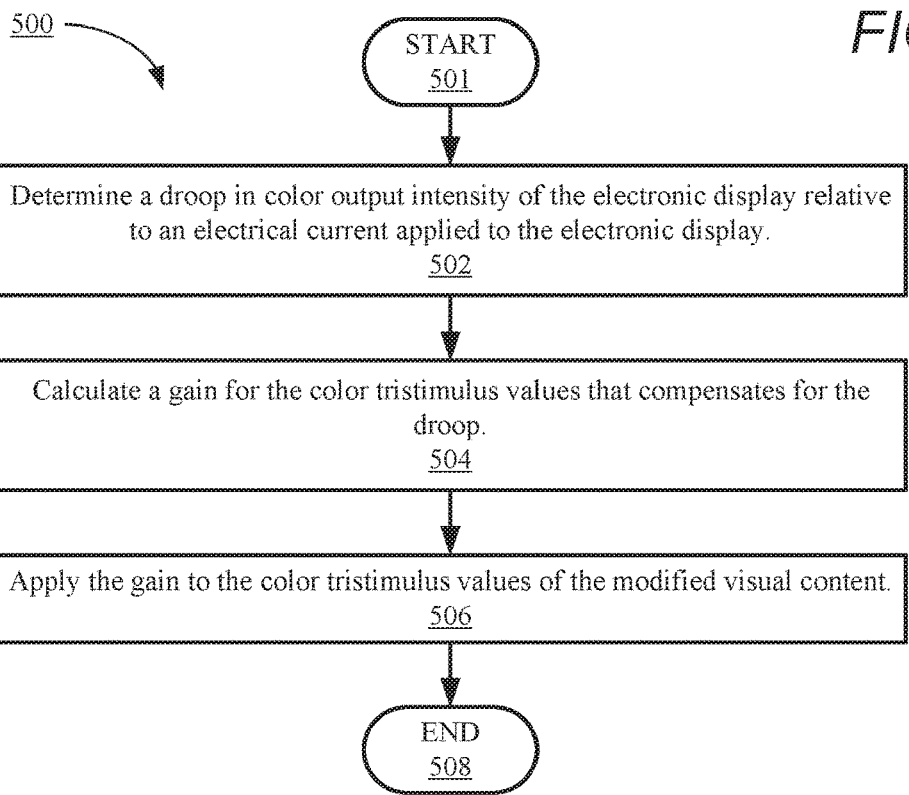 500
FIG
START
501
Determine a droop in color output intensity of the electronic display relative
to an electrical current applied to the electronic display.
502
Calculate a gain for the color tristimulus values that compensates for the
droop.
504
Apply the gain to the color tristimulus values of the modified visual content.
506
END
508